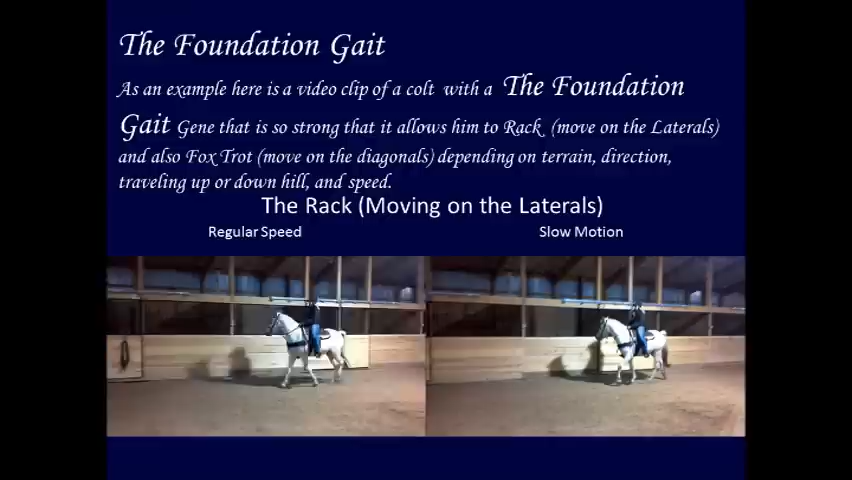 The Foundation Gait
As an example here is a video clip of a colt with a The Foundation
Gait Gene that is so strong that it allows him to Rack (move on the Laterals)
and also Fox Trot (move on the diagonals) depending on terrain, direction,
traveling up or down hill, and speed.
The Rack (Moving on the Laterals)
Regular Speed
Slow Motion